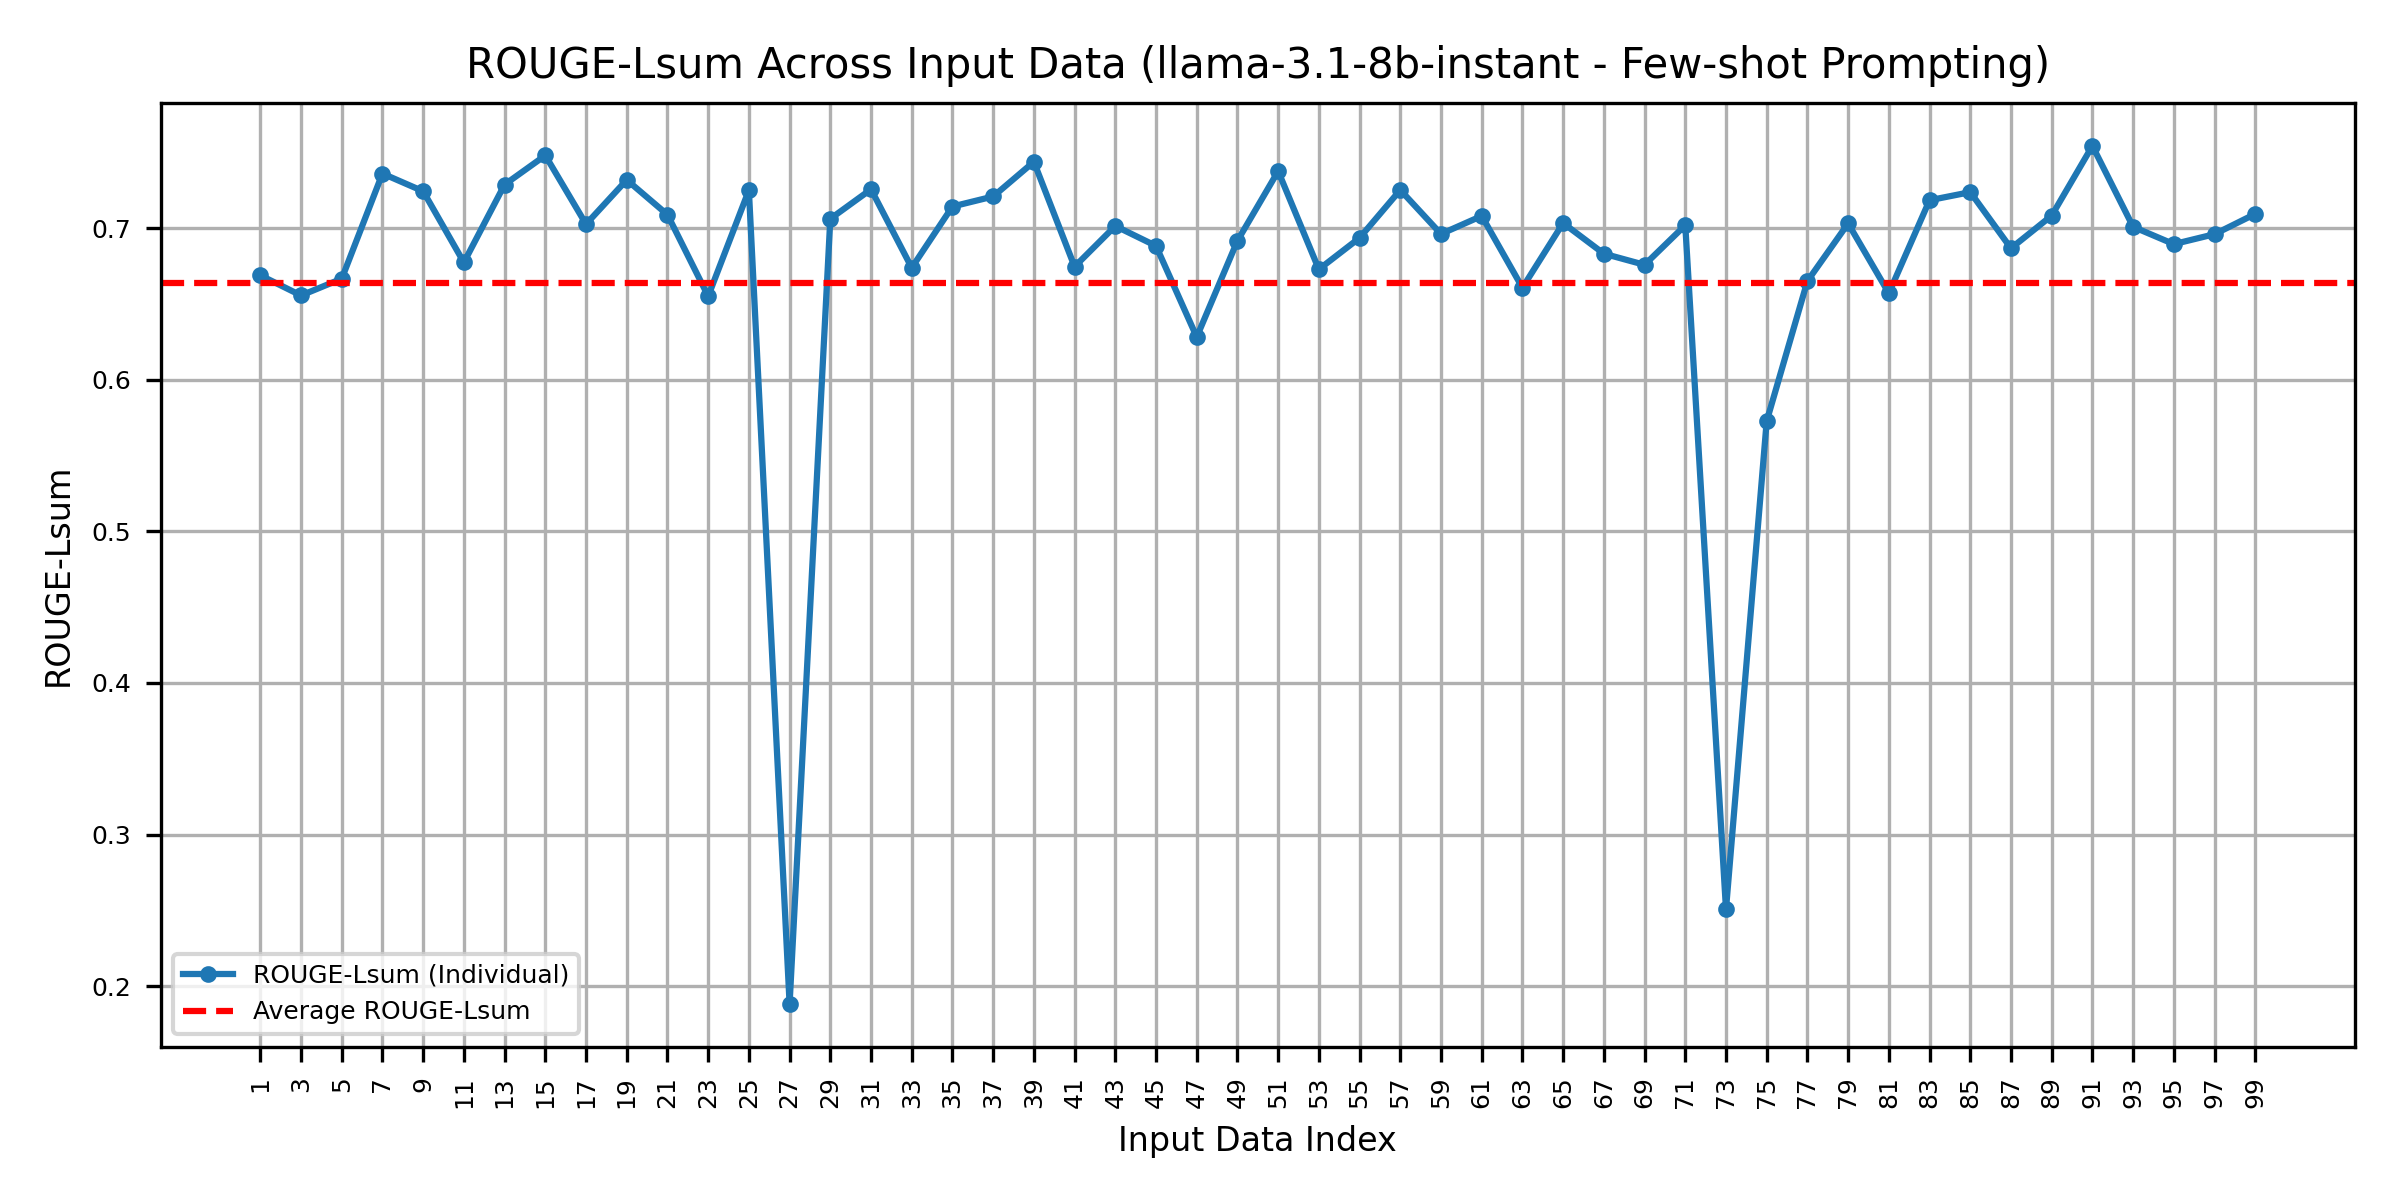 ROUGE-Lsum Across Input Data (llama-3.1-8b-instant - Few-shot Prompting)
ROUGE-Lsum
0.7
0.6
0.5
0.4
0.3
0.2
ROUGE-Lsum (Individual)
Average ROUGE-Lsum
1 3 5 7 9 11 13 15 17 19 21 23 25 27 29 31 33 35 37 39 41 43 45 47 49 51 53 55 57 59 61 63 65 67 69 71 73 75 77 79 81 83 85 87 89 91 93 95 97 99
Input Data Index